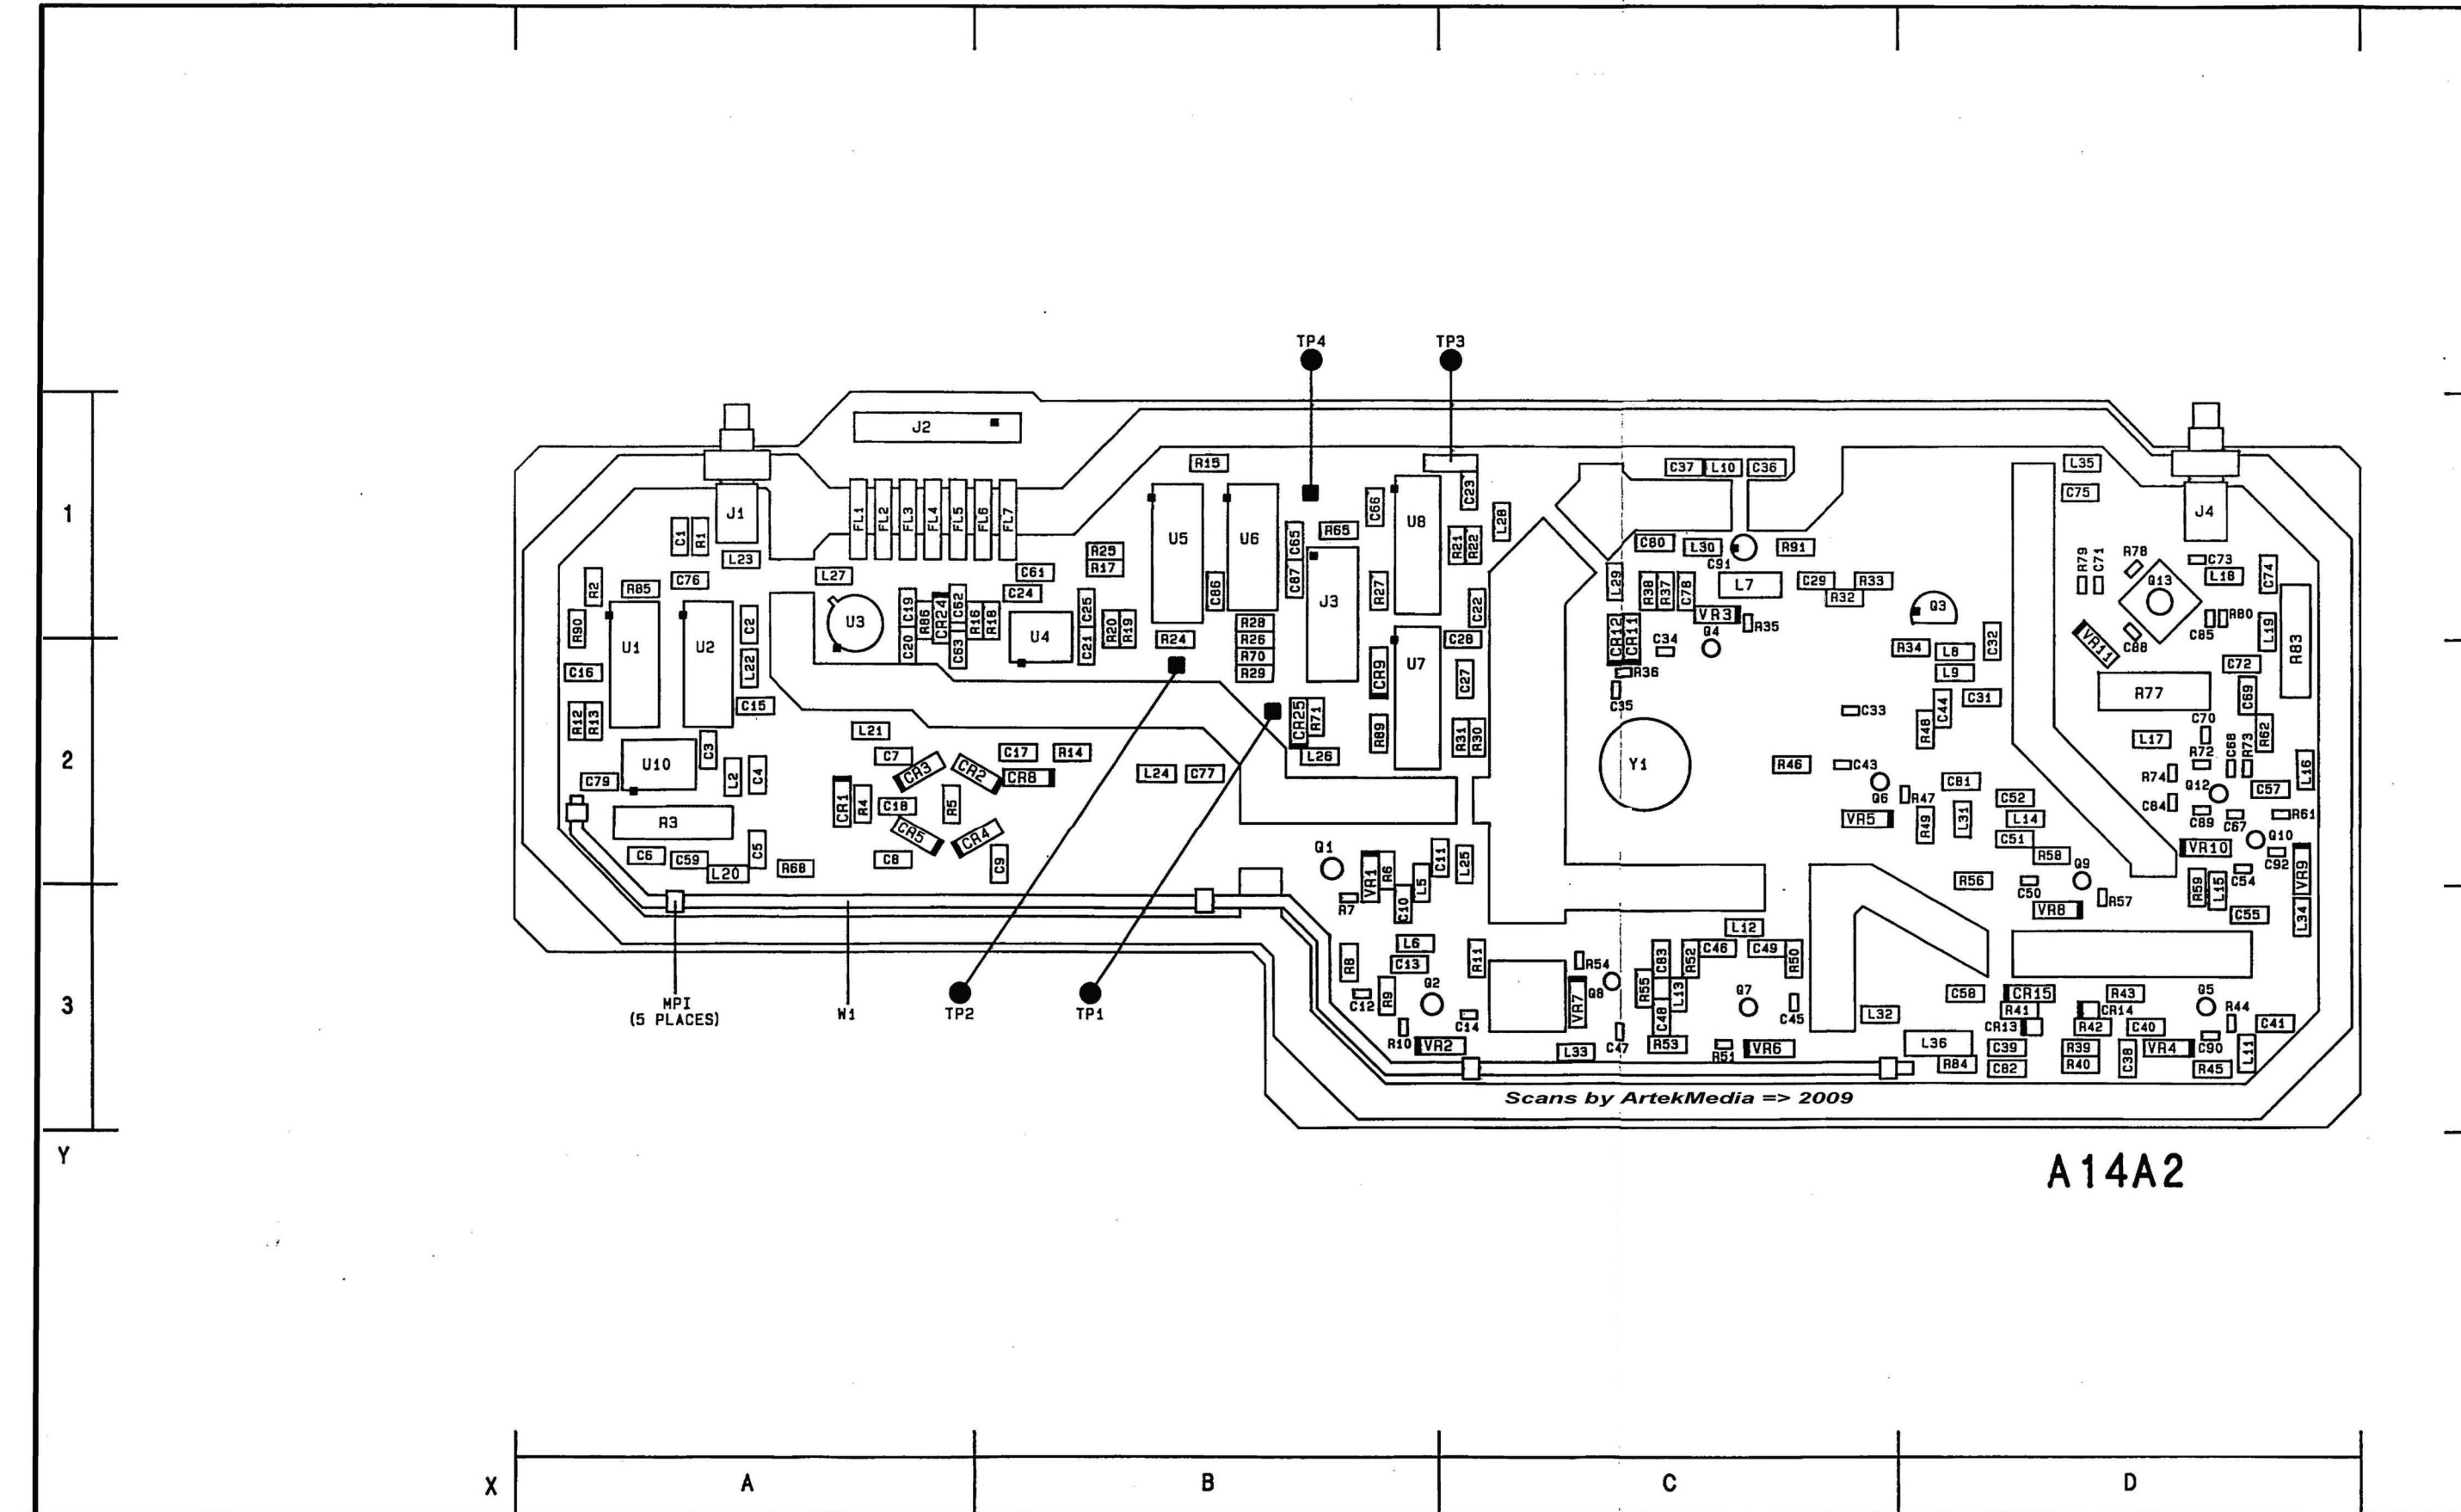 TP4 TP3
J2
R15
C37 L10 C36
L35
C75
1
J1
C1 R1
FL1 FL2 FL3 FL4 FL5 FL6 FL7
U5 U6
C66 U8 C23 L28
J4
L23
R25
R17
C65 R65
R21 R22
C80 L30 C91 R91
R79 C71 R78 C73
L18 C74
R2 R85 C76 L27
C61
C24
C86 C87 J3 R27
L29 R38 R37 C78 L7 C29 R33
R32
Q13
R90 U1 U2 C2 U3
C19 R86 CR24 C62 R16 R18
U4 C25 R20 R19
R28
C22
VR3 R35 Q3
C85 R80 L19 R83
C20 C63 C21 R24
R26
C28
CR12 CR11 C34 Q4
R34 L8 C32
VR11 C88
C16 L22
R70
R29
CR9 U7 C27
R36
L9
C72
R12 R13 C15
CR25 R71
C35
C33
R48 C44 C31
R77 C69
C70
2
U10 C3 L21
C7 CR3 CR2 C17 R14
CR8
R89 R31 R30
L26
Y1
R46 C43
L17 R72 C68 R73 R62
C79 L2 C4
L24 C77
Q6 R47 C81
R74 Q12 L16
C57
R3
CR1 R4 C18 R5
VR5 R49 L31
C52
L14
C51
C84 C89 C67 R61
CR5 CR4
Q10
C6 C59 C5
L20 R68 C8 C9
Q1 VR1 R6 L5 C11 L25
R58 Q9
VR10 C92 VR9
C54
R7 C10
R56 C50 R57
VR8
R59 L15 C55 L34
L12
L6
C13
R8 R11
R54 C83 R52 C46 C49 R50
3
MPI
(5 PLACES)
W1 TP2 TP1
C12 R9 Q2 C14
VR7 Q8 R55 L13 C48
Q7 C45
L32
C58 CR15 R43 Q5
R41 CR14 R44
CR13 R42 C40 C41
R10 VR2
L33 C47 R53 R51 VR6
L36 C39 R39 C38 VR4 C90 L11
R84 C82 R40 R45
Scans by ArtekMedia => 2009
Y
A14A2
X A B C D